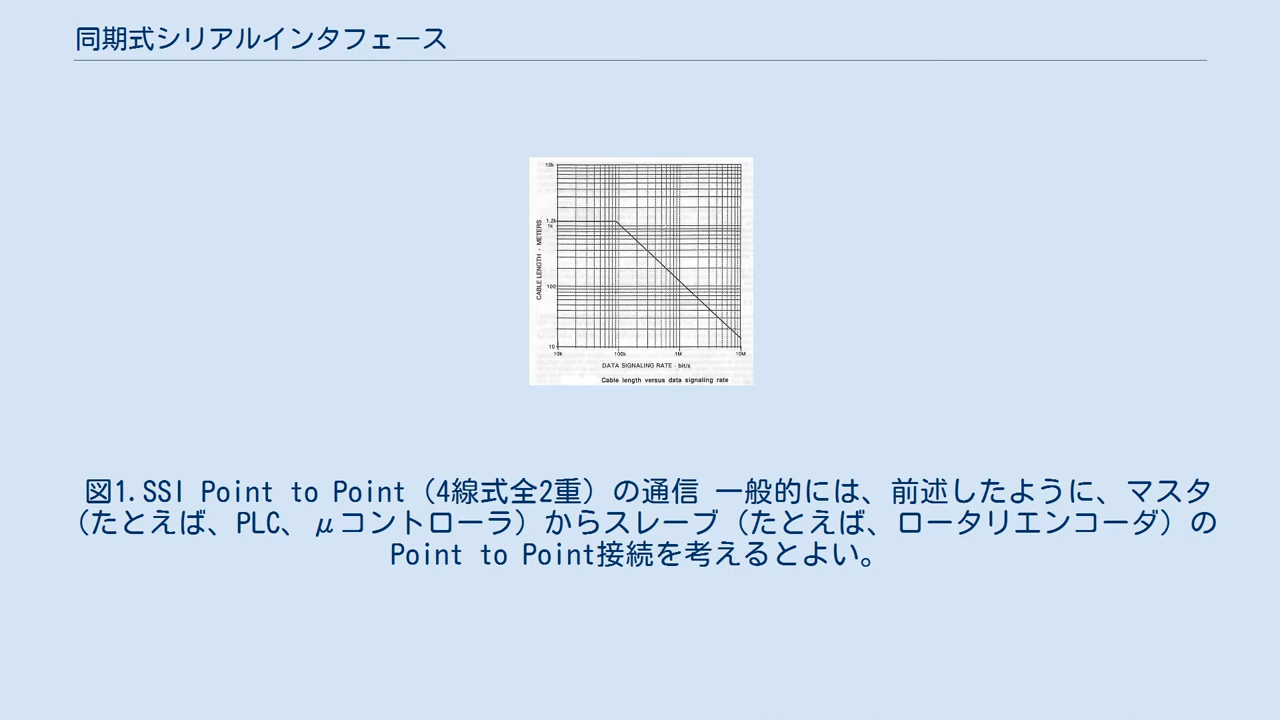 同期式シリアルインタフェース
10k
1.2k
1k
100
10
CABLE LENGTH - METERS
10k 100k 1M 10M
DATA SIGNALING RATE - bit/s
Cable length versus data signaling rate
図1.SSI Point to Point（4線式全2重）の通信 一般的には、前述したように、マスタ
（たとえば、PLC、μコントローラ）からスレーブ（たとえば、ロータリエンコーダ）の
Point to Point接続を考えるとよい。